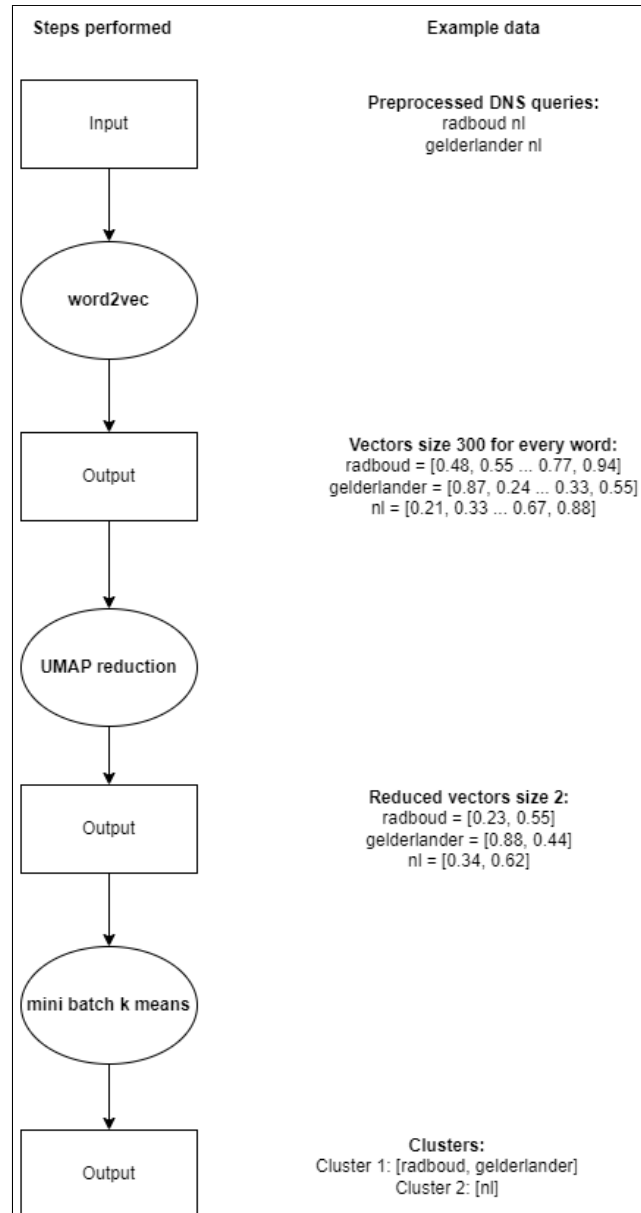 Steps performed
Example data
Input
Preprocessed DNS queries:
radboud nl
gelderlander nl
word2vec
Output
Vectors size 300 for every word:
radboud = [0.48, 0.55 ... 0.77, 0.94]
gelderlander = [0.87, 0.24 ... 0.33, 0.55]
nl = [0.21, 0.33 ... 0.67, 0.88]
UMAP reduction
Output
Reduced vectors size 2:
radboud = [0.23, 0.55]
gelderlander = [0.88, 0.44]
nl = [0.34, 0.62]
mini batch k means
Output
Clusters:
Cluster 1: [radboud, gelderlander]
Cluster 2: [nl]